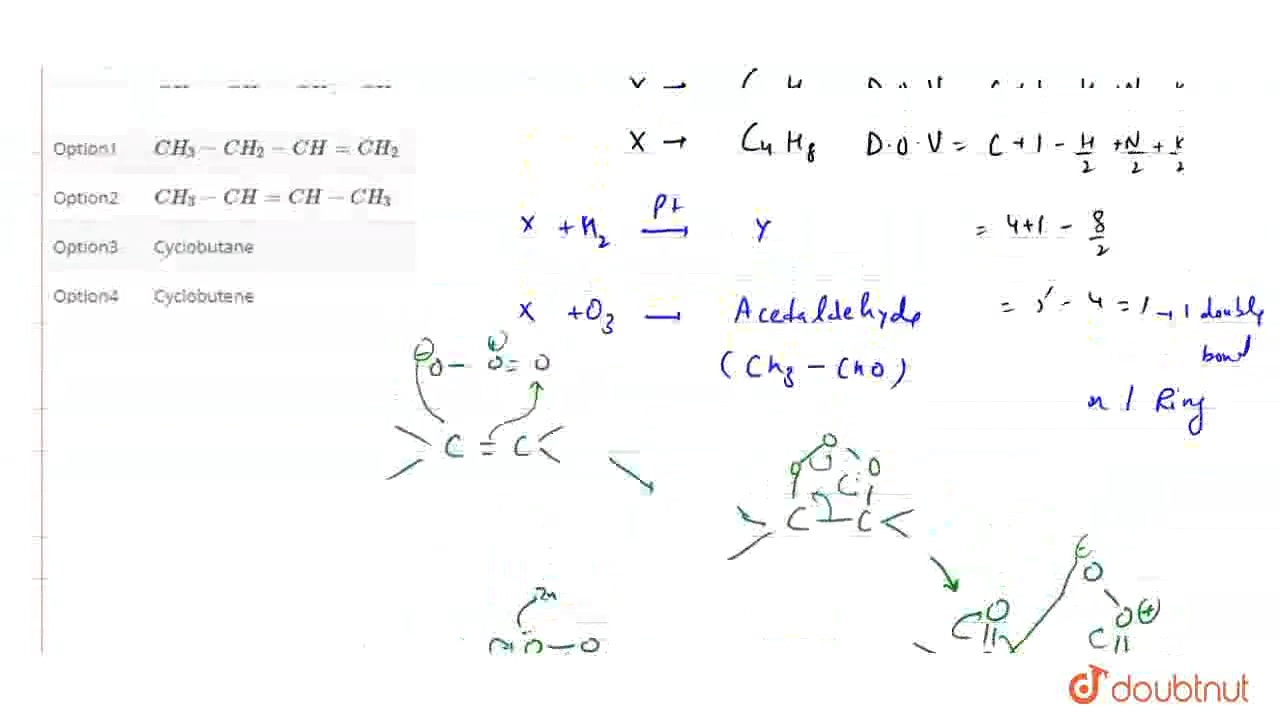 Option1 CH₃ − CH₂ − CH = CH₂
Option2 CH₃ − CH = CH − CH₃
Option3 Cyclobutane
Option4 Cyclobutene
X → C₄H₈ D.O.V = C+1 - H/2 + N/2 + X/2
X + H₂ Pt → Y
= 4+1 - 8/2
X + O₃ → Acetaldehyde
= 5 - 4 = 1 → 1 double bond
(CH₃ - CHO)
or 1 Ring
⊖O - O⊕ = O
C = C
O
O O
C - C
O O
O⊕
C C
Zn
O - O
doubtnut